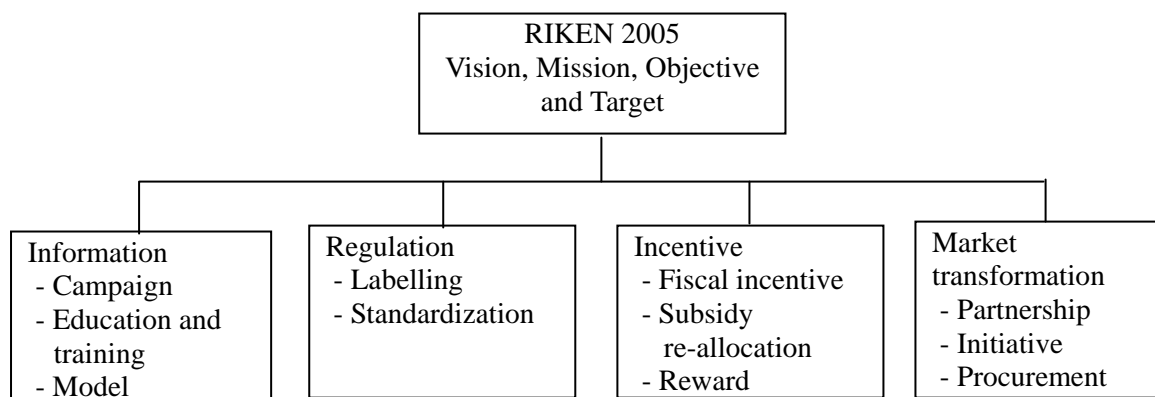 RIKEN 2005
Vision, Mission, Objective
and Target
Information
- Campaign
- Education and
training
- Model
Regulation
- Labelling
- Standardization
Incentive
- Fiscal incentive
- Subsidy
re-allocation
- Reward
Market
transformation
- Partnership
- Initiative
- Procurement